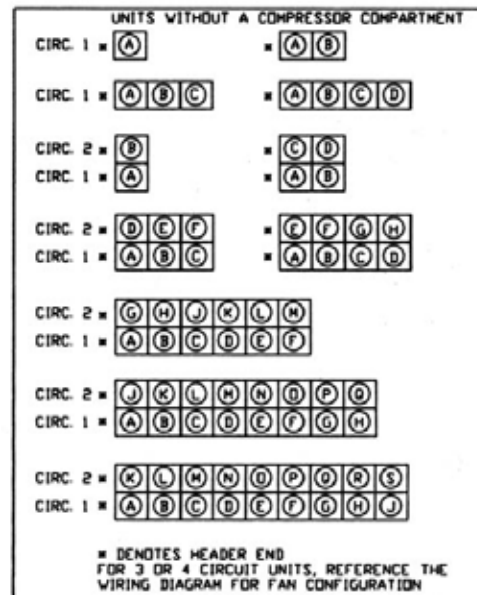 UNITS WITHOUT A COMPRESSOR COMPARTMENT
CIRC. 1 * A * A B
CIRC. 1 * A B C * A B C D
CIRC. 2 * B * C D
CIRC. 1 * A * A B
CIRC. 2 * D E F * E F G H
CIRC. 1 * A B C * A B C D
CIRC. 2 * G H J K L M
CIRC. 1 * A B C D E F
CIRC. 2 * J K L M N O P Q
CIRC. 1 * A B C D E F G H
CIRC. 2 * K L M N O P Q R S
CIRC. 1 * A B C D E F G H J
* DENOTES HEADER END
FOR 3 OR 4 CIRCUIT UNITS, REFERENCE THE
WIRING DIAGRAM FOR FAN CONFIGURATION